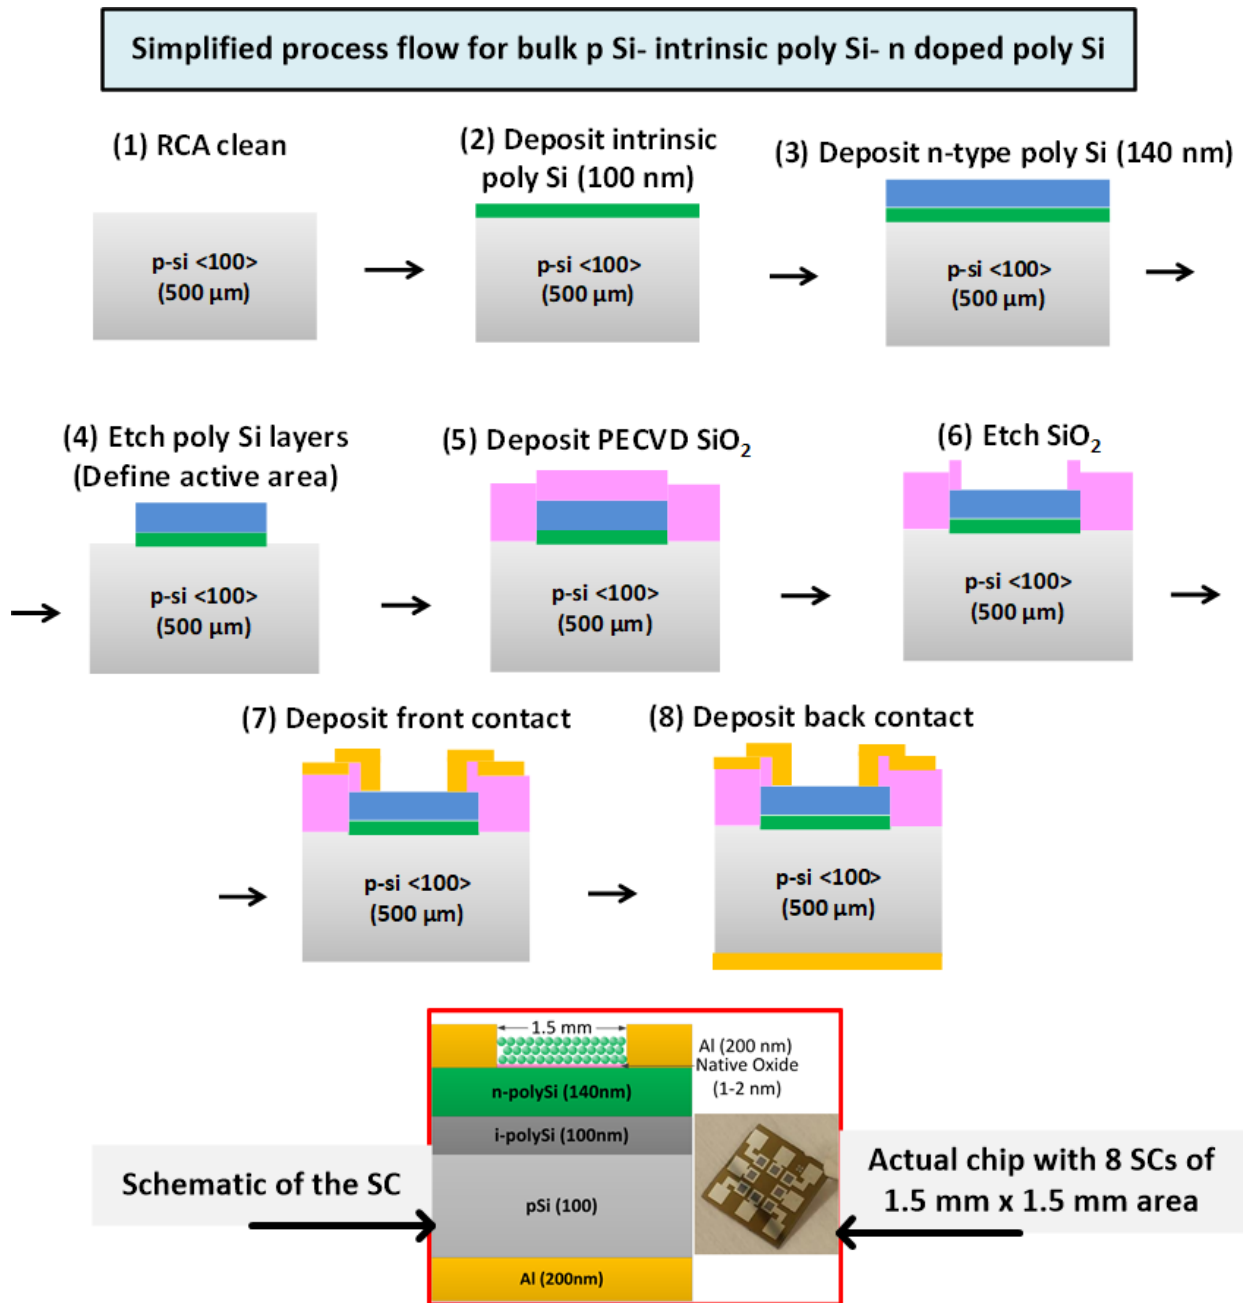 Simplified process flow for bulk p Si- intrinsic poly Si- n doped poly Si
(1) RCA clean
p-si <100>
(500 µm)
(2) Deposit intrinsic
poly Si (100 nm)
p-si <100>
(500 µm)
(3) Deposit n-type poly Si (140 nm)
p-si <100>
(500 µm)
(4) Etch poly Si layers
(Define active area)
p-si <100>
(500 µm)
(5) Deposit PECVD SiO₂
p-si <100>
(500 µm)
(6) Etch SiO₂
p-si <100>
(500 µm)
(7) Deposit front contact
p-si <100>
(500 µm)
(8) Deposit back contact
p-si <100>
(500 µm)
1.5 mm
Al (200 nm)
Native Oxide
(1-2 nm)
n-polySi (140nm)
i-polySi (100nm)
pSi (100)
Al (200nm)
Schematic of the SC
Actual chip with 8 SCs of
1.5 mm x 1.5 mm area